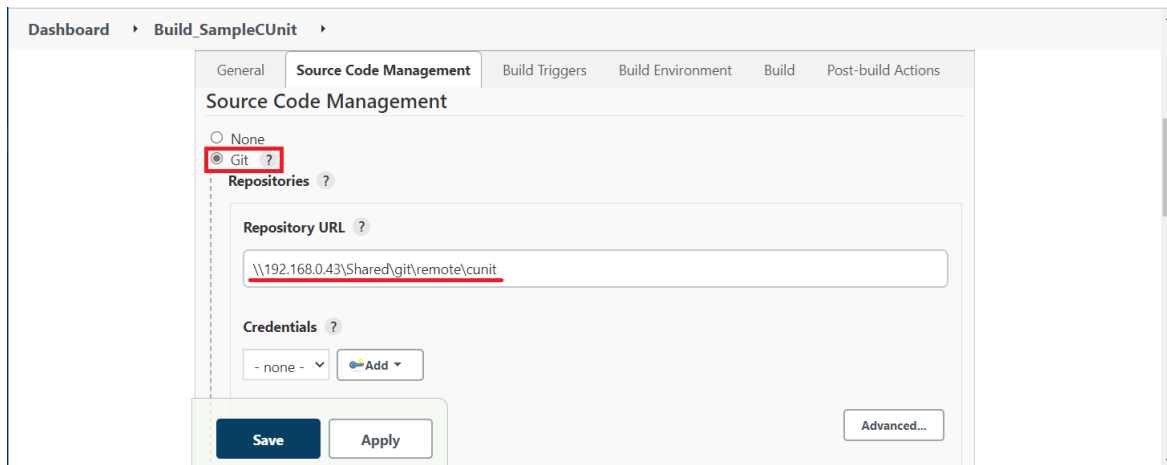 Dashboard Build_SampleCUnit
General Source Code Management Build Triggers Build Environment Build Post-build Actions
Source Code Management
None
Git ?
Repositories ?
Repository URL ?
\\192.168.0.43\Shared\git\remote\cunit
Credentials ?
- none - Add
Advanced...
Save Apply